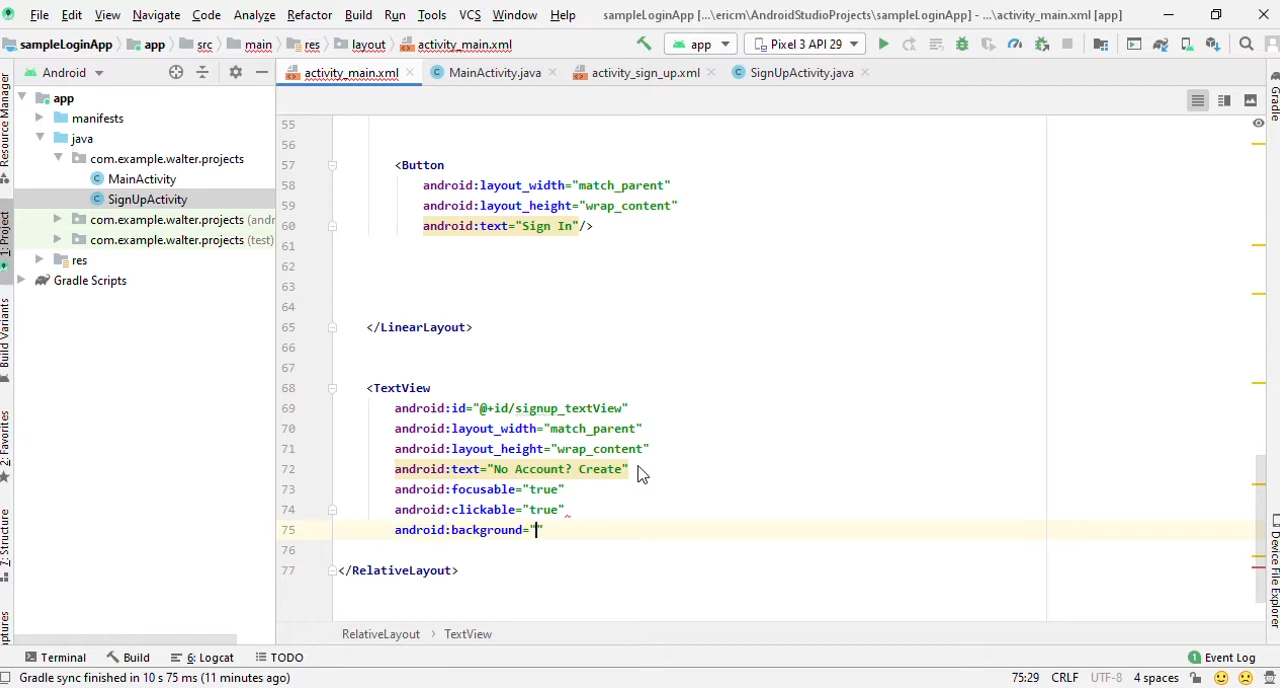 File Edit View Navigate Code Analyze Refactor Build Run Tools VCS Window Help sampleLoginApp [...\ericm\AndroidStudioProjects\sampleLoginApp] - ...\activity_main.xml [app]
sampleLoginApp app src main res layout activity_main.xml app Pixel 3 API 29
Android activity_main.xml MainActivity.java activity_sign_up.xml SignUpActivity.java
Resource Manager
1: Project
Build Variants
2: Favorites
7: Structure
ptures
app
manifests
java
com.example.walter.projects
MainActivity
SignUpActivity
com.example.walter.projects (andr
com.example.walter.projects (test)
res
Gradle Scripts
55
56
57 <Button
58 android:layout_width="match_parent"
59 android:layout_height="wrap_content"
60 android:text="Sign In"/>
61
62
63
64
65 </LinearLayout>
66
67
68 <TextView
69 android:id="@+id/signup_textView"
70 android:layout_width="match_parent"
71 android:layout_height="wrap_content"
72 android:text="No Account? Create"
73 android:focusable="true"
74 android:clickable="true"
75 android:background=""
76
77 </RelativeLayout>
RelativeLayout TextView
Gradle
Device File Explorer
Terminal Build 6: Logcat TODO 1 Event Log
Gradle sync finished in 10 s 75 ms (11 minutes ago) 75:29 CRLF UTF-8 4 spaces